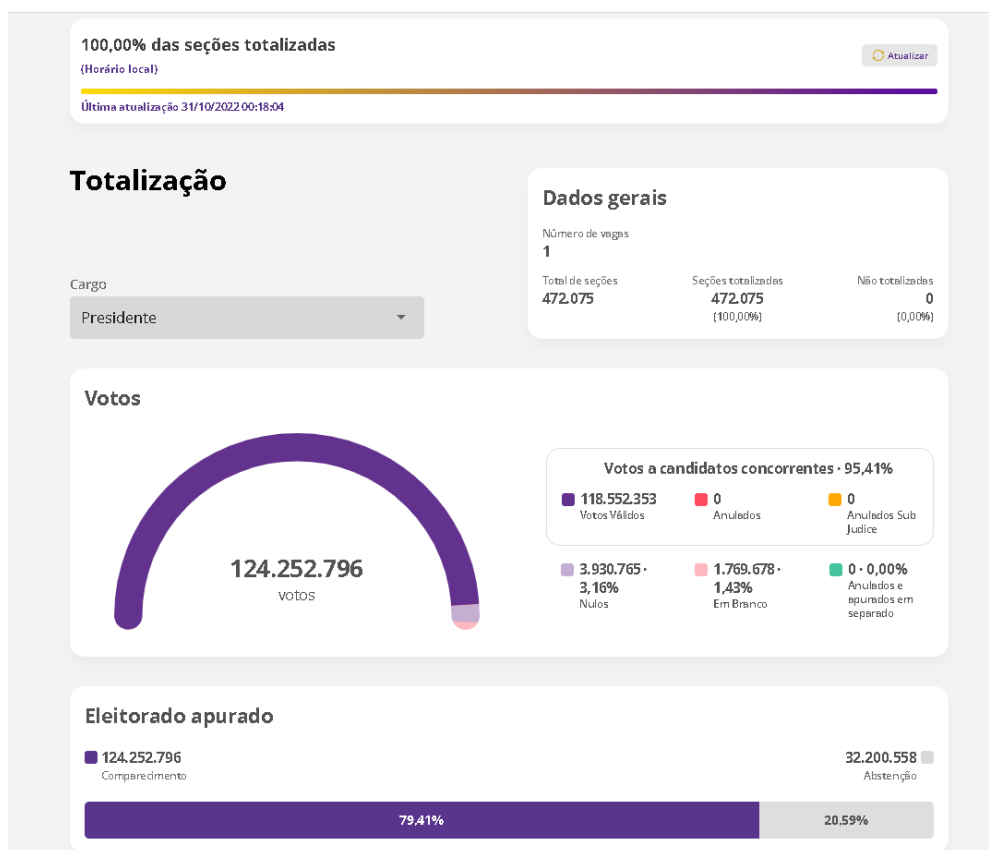 100,00% das seções totalizadas
(Horário local)
Atualizar
Última atualização 31/10/2022 00:18:04
Totalização
Cargo
Presidente
Dados gerais
Número de vagas
1
Total de seções
472.075
Seções totalizadas
472.075
(100,00%)
Não totalizadas
0
(0,00%)
Votos
124.252.796
votos
Votos a candidatos concorrentes · 95,41%
118.552.353
Votos Válidos
0
Anulados
0
Anulados Sub
Judice
3.930.765 ·
3,16%
Nulos
1.769.678 ·
1,43%
Em Branco
0 · 0,00%
Anulados e
apurados em
separado
Eleitorado apurado
124.252.796
Comparecimento
32.200.558
Abstenção
79,41%
20,59%